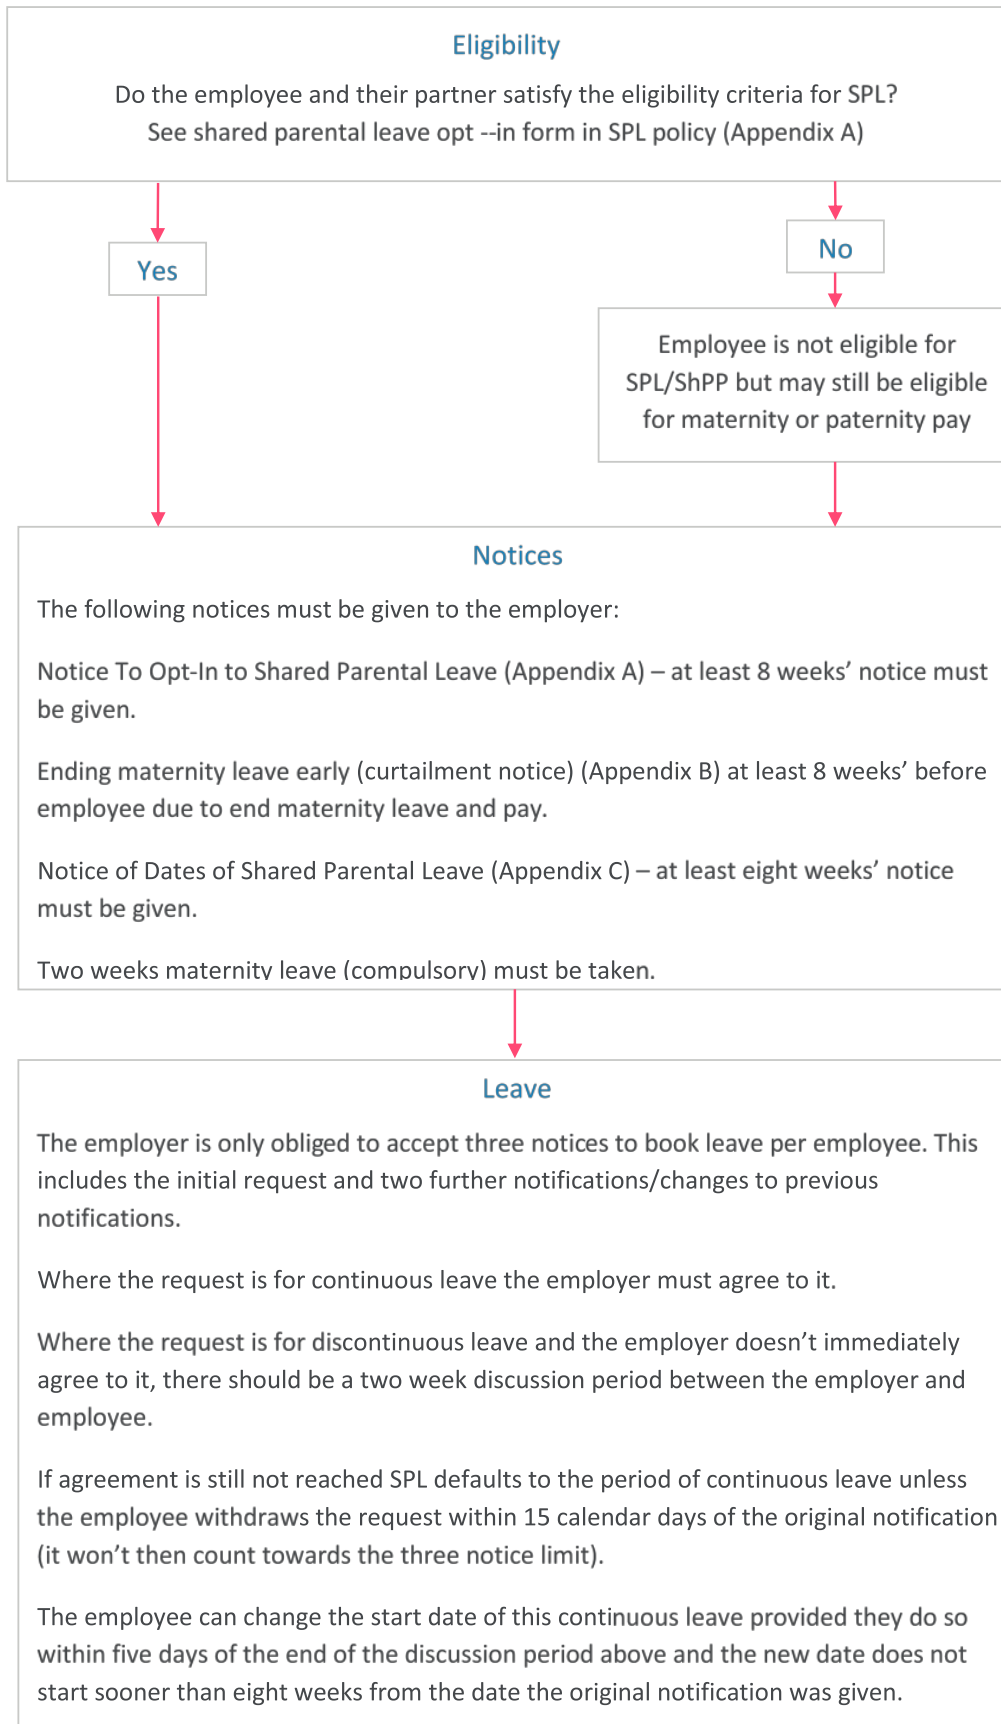 Eligibility
Do the employee and their partner satisfy the eligibility criteria for SPL?
See shared parental leave opt --in form in SPL policy (Appendix A)
Yes
No
Employee is not eligible for
SPL/ShPP but may still be eligible
for maternity or paternity pay
Notices
The following notices must be given to the employer:
Notice To Opt-In to Shared Parental Leave (Appendix A) – at least 8 weeks’ notice must
be given.
Ending maternity leave early (curtailment notice) (Appendix B) at least 8 weeks’ before
employee due to end maternity leave and pay.
Notice of Dates of Shared Parental Leave (Appendix C) – at least eight weeks’ notice
must be given.
Two weeks maternity leave (compulsory) must be taken.
Leave
The employer is only obliged to accept three notices to book leave per employee. This
includes the initial request and two further notifications/changes to previous
notifications.
Where the request is for continuous leave the employer must agree to it.
Where the request is for discontinuous leave and the employer doesn’t immediately
agree to it, there should be a two week discussion period between the employer and
employee.
If agreement is still not reached SPL defaults to the period of continuous leave unless
the employee withdraws the request within 15 calendar days of the original notification
(it won’t then count towards the three notice limit).
The employee can change the start date of this continuous leave provided they do so
within five days of the end of the discussion period above and the new date does not
start sooner than eight weeks from the date the original notification was given.